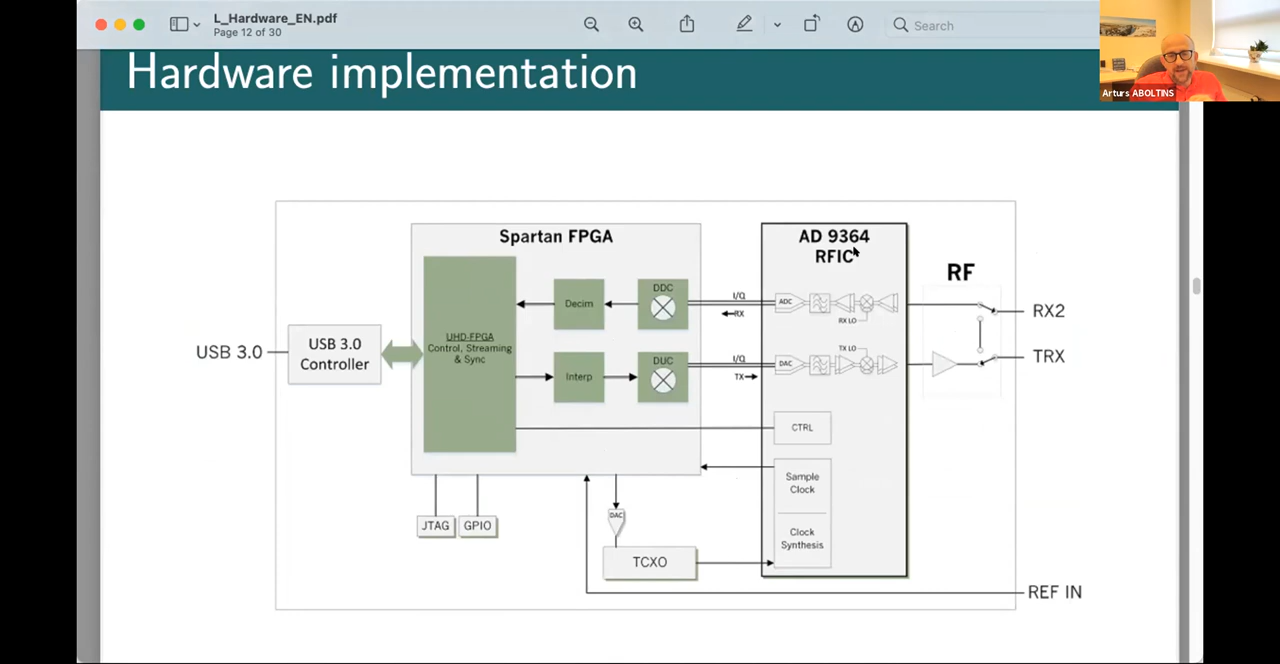 L_Hardware_EN.pdf
Page 12 of 30
Search
Arturs ABOLTINS
Hardware implementation
Spartan FPGA
AD 9364
RFIC
RF
USB 3.0
USB 3.0
Controller
UHD-FPGA
Control, Streaming
& Sync
Decim
DDC
Interp
DUC
I/Q
RX
I/Q
TX
ADC
RX LO
TX LO
DAC
CTRL
Sample
Clock
Clock
Synthesis
RX2
TRX
JTAG
GPIO
DAC
TCXO
REF IN